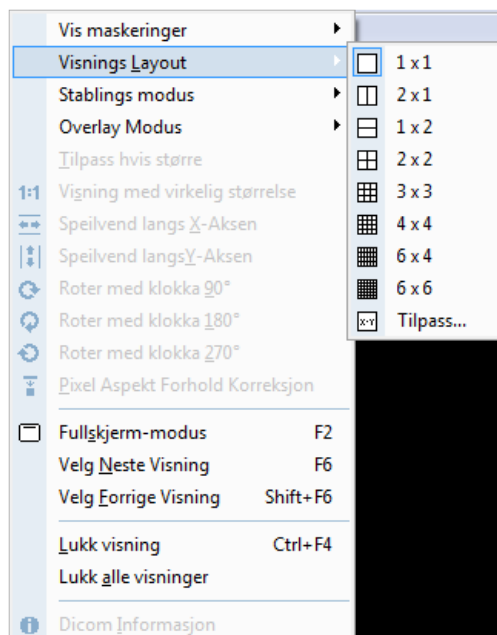 Vis maskeringer
Visnings Layout
Stablings modus
Overlay Modus
Tilpass hvis større
1:1 Visning med virkelig størrelse
Speilvend langs X-Aksen
Speilvend langsY-Aksen
Roter med klokka 90°
Roter med klokka 180°
Roter med klokka 270°
Pixel Aspekt Forhold Korreksjon
Fullskjerm-modus F2
Velg Neste Visning F6
Velg Forrige Visning Shift+F6
Lukk visning Ctrl+F4
Lukk alle visninger
Dicom Informasjon
1 x 1
2 x 1
1 x 2
2 x 2
3 x 3
4 x 4
6 x 4
6 x 6
X-Y Tilpass...